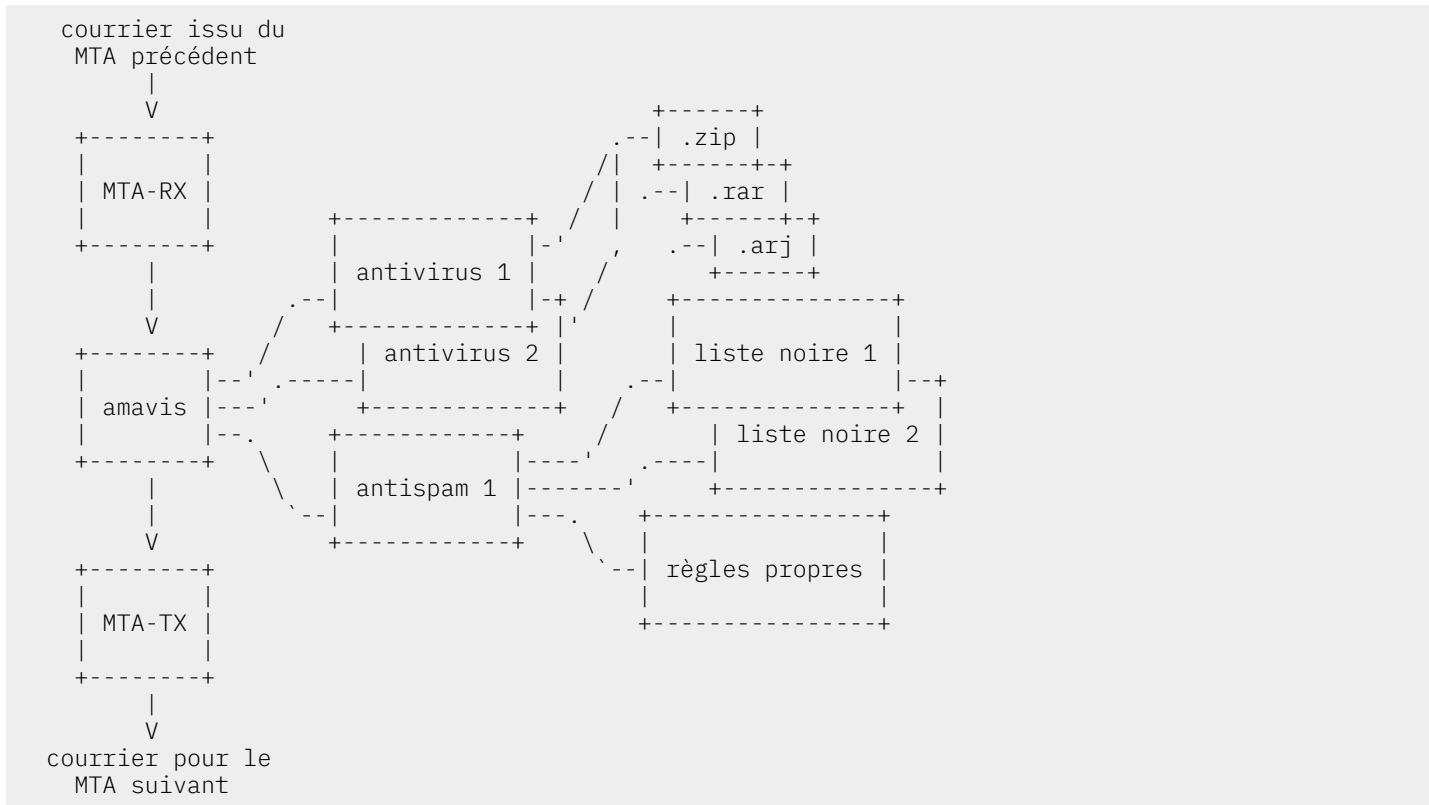 courrier issu du
MTA précédent
.zip
MTA-RX
.rar
.arj
antivirus 1
antivirus 2
liste noire 1
amavis
liste noire 2
antispam 1
règles propres
MTA-TX
courrier pour le
MTA suivant